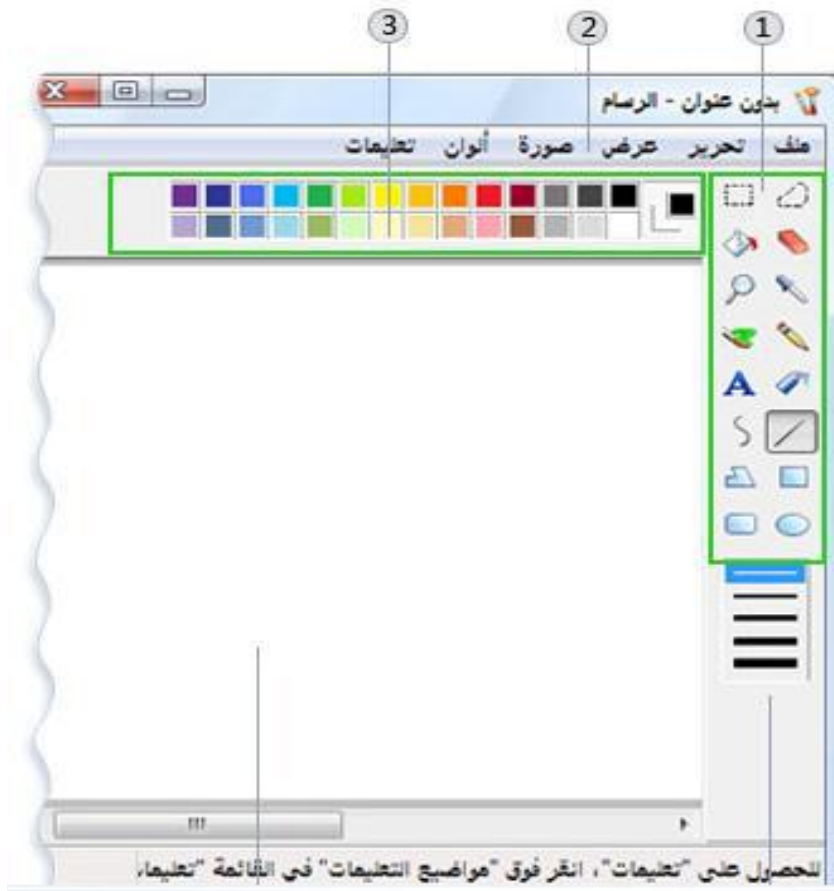 3 2 1
بدون عنوان - الرسام
ملف تحرير عرض صورة ألوان تعليمات
A
للحصول على "تعليمات"، انقر فوق "مواضيع التعليمات" في القائمة "تعليما